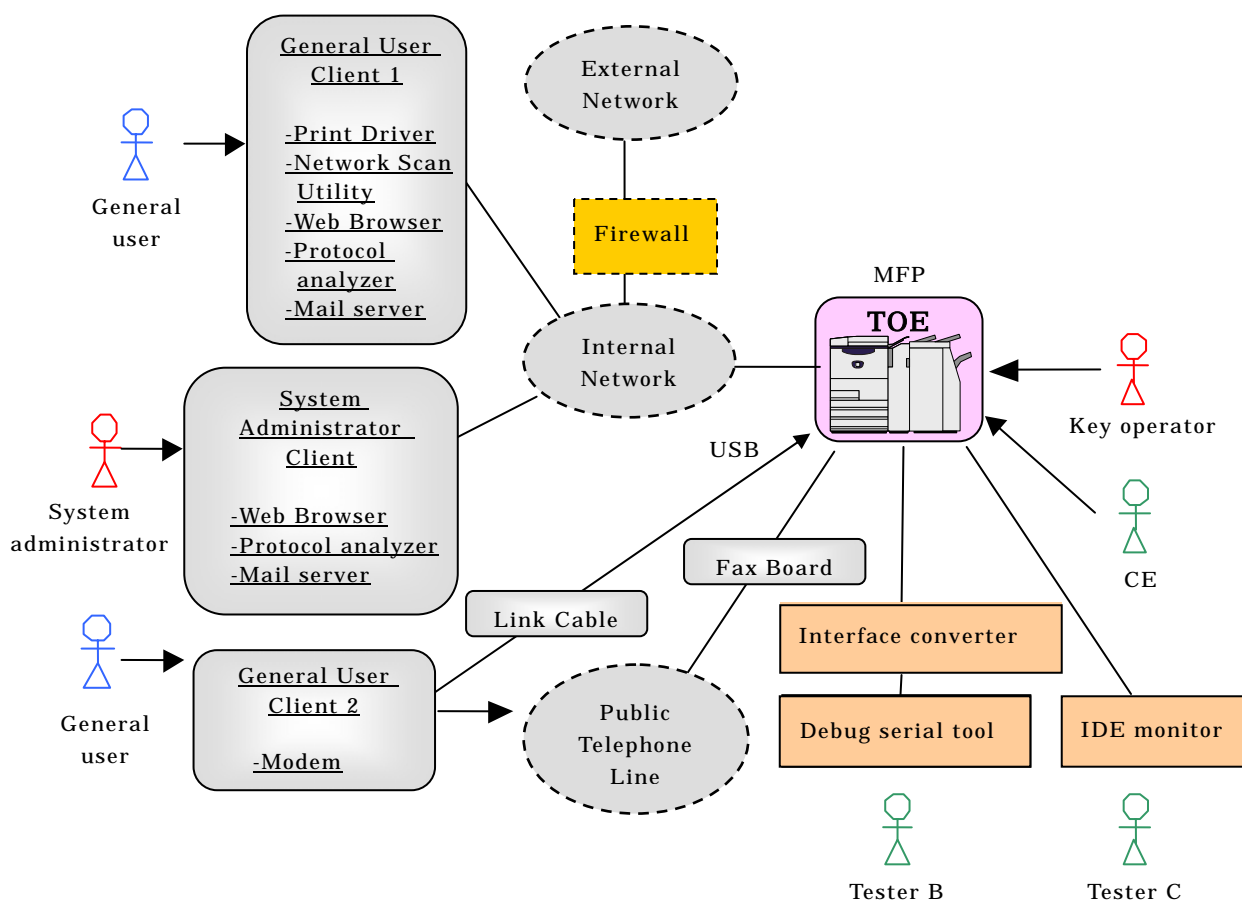 General User
Client 1
-Print Driver
-Network Scan
Utility
-Web Browser
-Protocol
analyzer
-Mail server
General
user
External
Network
Firewall
Internal
Network
MFP
TOE
Key operator
CE
System
Administrator
Client
-Web Browser
-Protocol analyzer
-Mail server
System
administrator
USB
Link Cable
Fax Board
General User
Client 2
-Modem
General
user
Public
Telephone
Line
Interface converter
Debug serial tool
IDE monitor
Tester B
Tester C